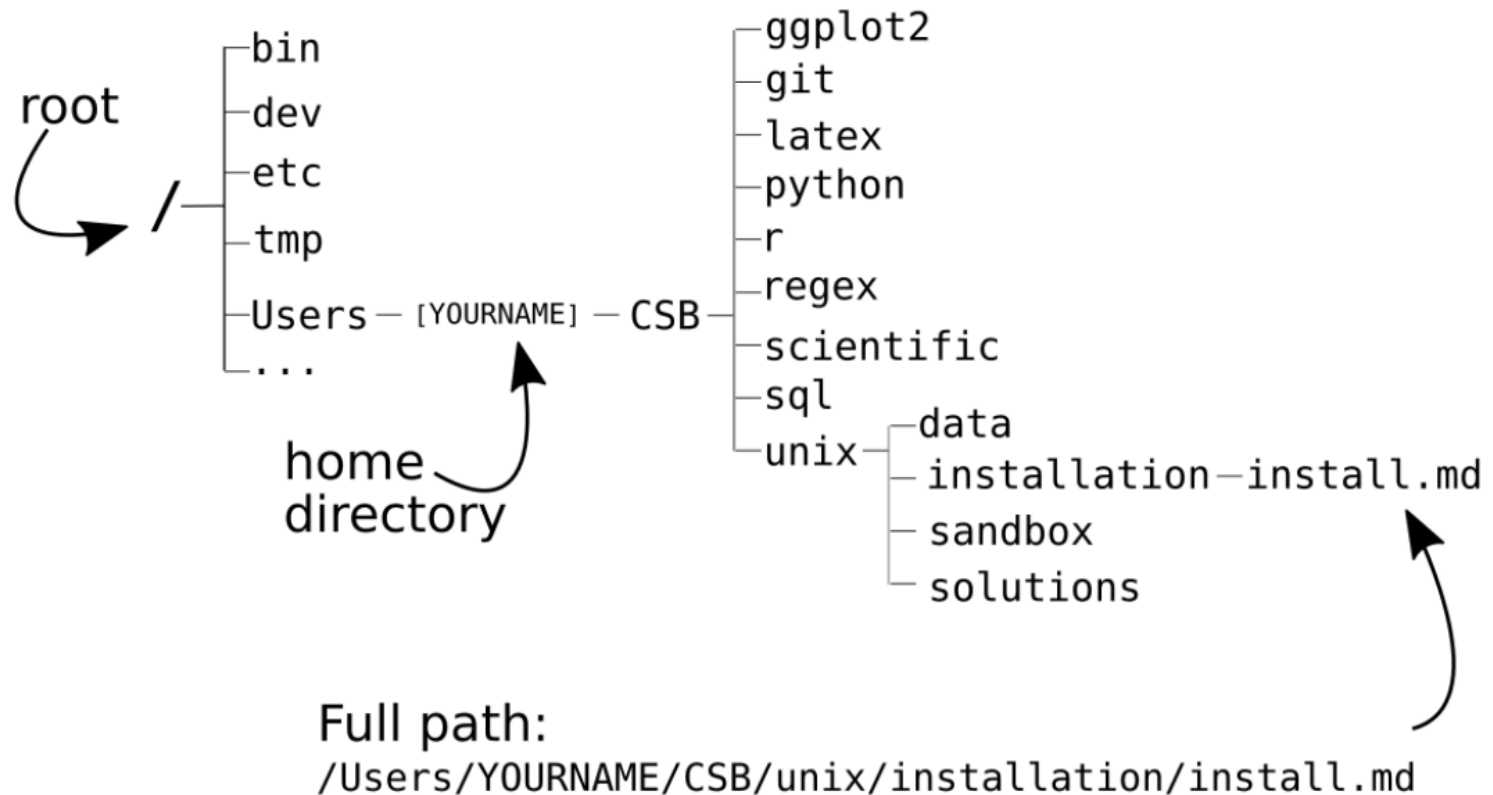 root
/
bin
dev
etc
tmp
Users
...
[YOURNAME]
home
directory
CSB
ggplot2
git
latex
python
r
regex
scientific
sql
unix
data
installation
install.md
sandbox
solutions
Full path:
/Users/YOURNAME/CSB/unix/installation/install.md